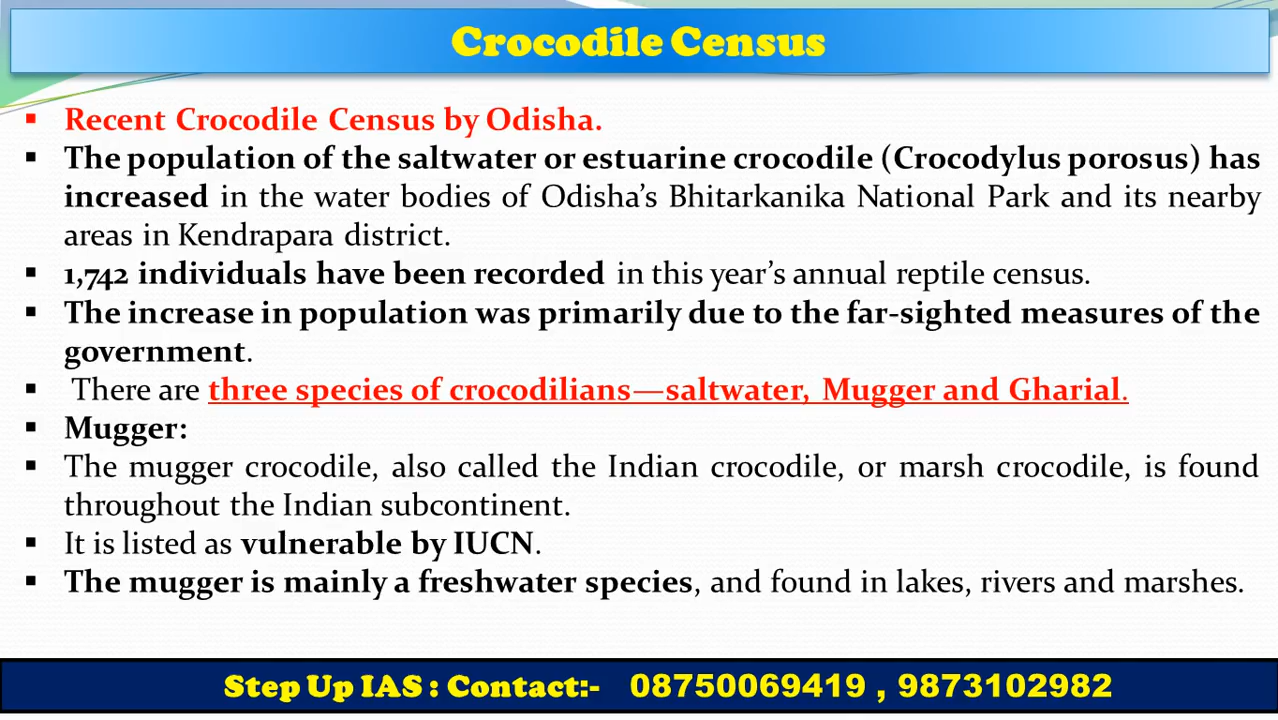 Crocodile Census
▪ Recent Crocodile Census by Odisha.
▪ The population of the saltwater or estuarine crocodile (Crocodylus porosus) has
increased in the water bodies of Odisha’s Bhitarkanika National Park and its nearby
areas in Kendrapara district.
▪ 1,742 individuals have been recorded in this year’s annual reptile census.
▪ The increase in population was primarily due to the far-sighted measures of the
government.
▪ There are three species of crocodilians—saltwater, Mugger and Gharial.
▪ Mugger:
▪ The mugger crocodile, also called the Indian crocodile, or marsh crocodile, is found
throughout the Indian subcontinent.
▪ It is listed as vulnerable by IUCN.
▪ The mugger is mainly a freshwater species, and found in lakes, rivers and marshes.
Step Up IAS : Contact:- 08750069419 , 9873102982